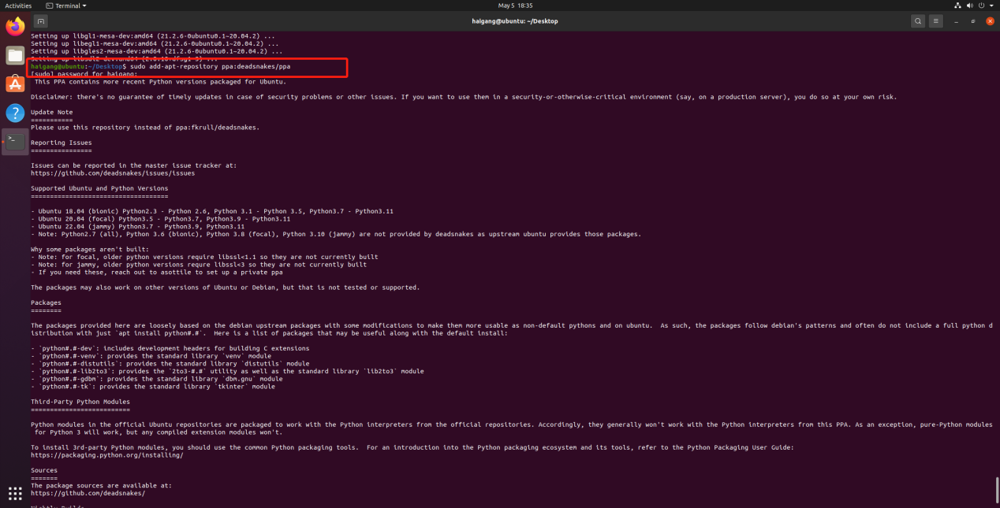 Activities
Terminal
May 5 18:35
haigang@ubuntu: ~/Desktop
Setting up libgl1-mesa-dev:amd64 (21.2.6-0ubuntu0.1~20.04.2) ...
Setting up libegl1-mesa-dev:amd64 (21.2.6-0ubuntu0.1~20.04.2) ...
Setting up libgles2-mesa-dev:amd64 (21.2.6-0ubuntu0.1~20.04.2) ...
Setting up libsdl2-dev:amd64 (2.0.10+dfsg1-3) ...
haigang@ubuntu:~/Desktop$ sudo add-apt-repository ppa:deadsnakes/ppa
[sudo] password for haigang:
This PPA contains more recent Python versions packaged for Ubuntu.
Disclaimer: there's no guarantee of timely updates in case of security problems or other issues. If you want to use them in a security-or-otherwise-critical environment (say, on a production server), you do so at your own risk.
Update Note
===========
Please use this repository instead of ppa:fkrull/deadsnakes.
Reporting Issues
================
Issues can be reported in the master issue tracker at:
https://github.com/deadsnakes/issues/issues
Supported Ubuntu and Python Versions
====================================
- Ubuntu 18.04 (bionic) Python2.3 - Python 2.6, Python 3.1 - Python 3.5, Python3.7 - Python3.11
- Ubuntu 20.04 (focal) Python3.5 - Python3.7, Python3.9 - Python3.11
- Ubuntu 22.04 (jammy) Python3.7 - Python3.9, Python3.11
- Note: Python2.7 (all), Python 3.6 (bionic), Python 3.8 (focal), Python 3.10 (jammy) are not provided by deadsnakes as upstream ubuntu provides those packages.
Why some packages aren't built:
- Note: for focal, older python versions require libssl<1.1 so they are not currently built
- Note: for jammy, older python versions requre libssl<3 so they are not currently built
- If you need these, reach out to asottile to set up a private ppa
The packages may also work on other versions of Ubuntu or Debian, but that is not tested or supported.
Packages
========
The packages provided here are loosely based on the debian upstream packages with some modifications to make them more usable as non-default pythons and on ubuntu.  As such, the packages follow debian's patterns and often do not include a full python d
istribution with just `apt install python#.#`.  Here is a list of packages that may be useful along with the default install:
- `python#.#-dev`: includes development headers for building C extensions
- `python#.#-venv`: provides the standard library `venv` module
- `python#.#-distutils`: provides the standard library `distutils` module
- `python#.#-lib2to3`: provides the `2to3-#.#` utility as well as the standard library `lib2to3` module
- `python#.#-gdbm`: provides the standard library `dbm.gnu` module
- `python#.#-tk`: provides the standard library `tkinter` module
Third-Party Python Modules
==========================
Python modules in the official Ubuntu repositories are packaged to work with the Python interpreters from the official repositories. Accordingly, they generally won't work with the Python interpreters from this PPA. As an exception, pure-Python modules
for Python 3 will work, but any compiled extension modules won't.
To install 3rd-party Python modules, you should use the common Python packaging tools.  For an introduction into the Python packaging ecosystem and its tools, refer to the Python Packaging User Guide:
https://packaging.python.org/installing/
Sources
=======
The package sources are available at:
https://github.com/deadsnakes/